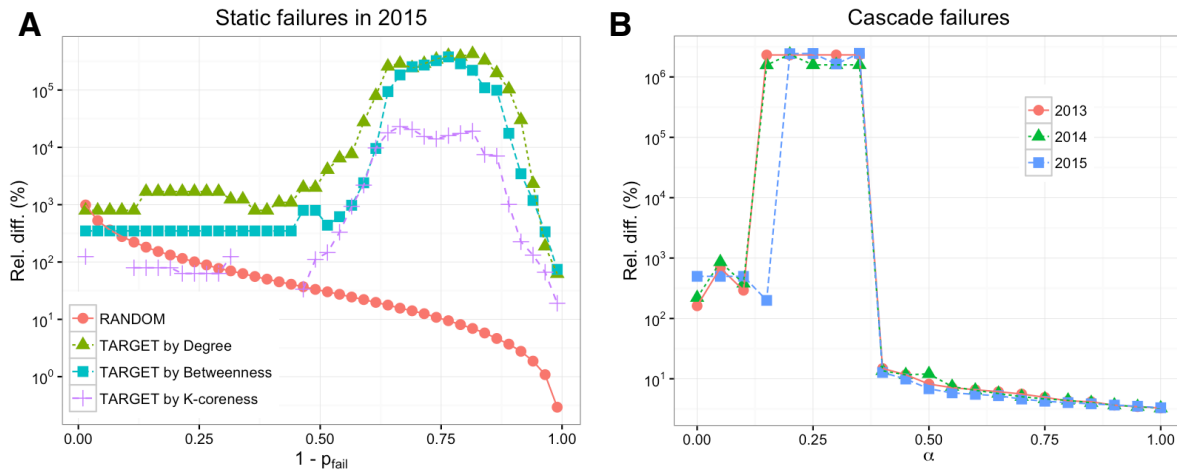 A
Static failures in 2015
Rel. diff. (%)
10^5
10^4
10^3
10^2
10^1
10^0
RANDOM
TARGET by Degree
TARGET by Betweenness
TARGET by K-coreness
0.00 0.25 0.50 0.75 1.00
1 - p_fail
B
Cascade failures
Rel. diff. (%)
10^6
10^5
10^4
10^3
10^2
10^1
2013
2014
2015
0.00 0.25 0.50 0.75 1.00
α